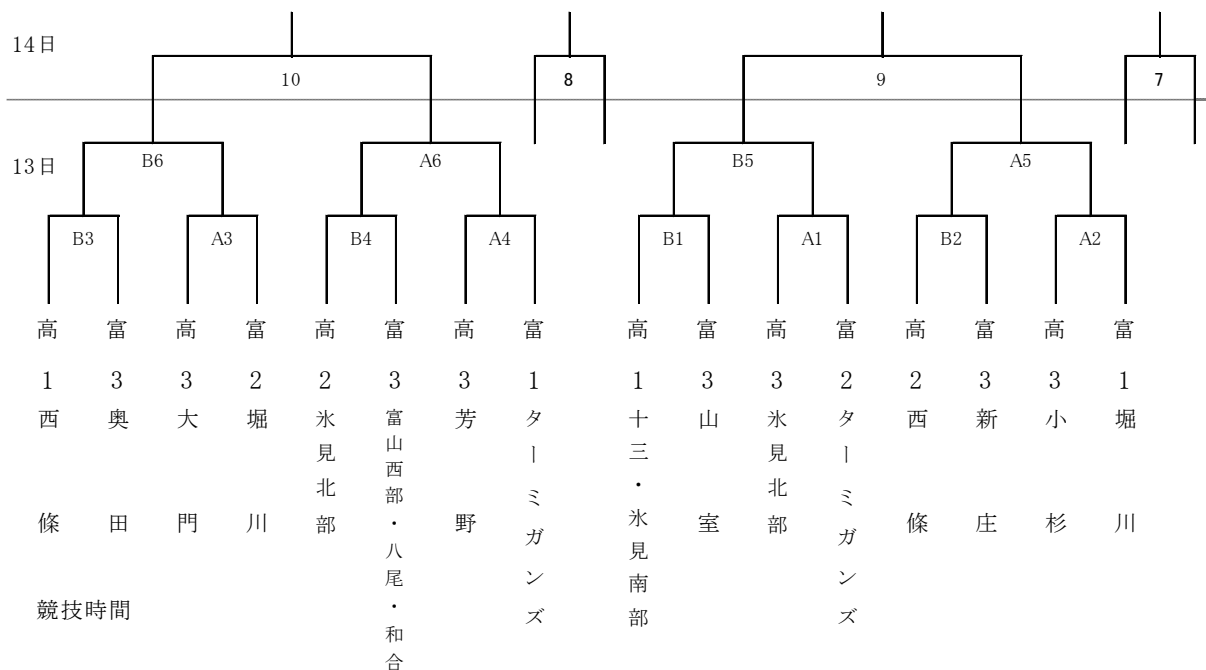 14日
10
8
9
7
13日
B6
A6
B5
A5
B3
A3
B4
A4
B1
A1
B2
A2
高 富 高 富 高 富 高 富 高 富 高 富 高 富 高 富
1 3 3 2 2 3 3 1 1 3 3 2 2 3 3 1
西條
奥田
大門
堀川
氷見北部
富山西部・八尾・和合
芳野
ターミガンズ
十三・氷見南部
山室
氷見北部
ターミガンズ
西條
新庄
小杉
堀川
競技時間